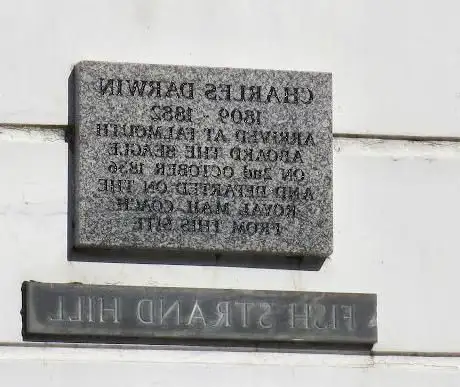 CHARLES DARWIN
1809 - 1882
ARRIVED AT FALMOUTH
ABOARD THE BEAGLE
ON 2nd OCTOBER 1836
AND DEPARTED ON THE
ROYAL MAIL COACH
FROM THIS SITE
FISH STRAND HILL